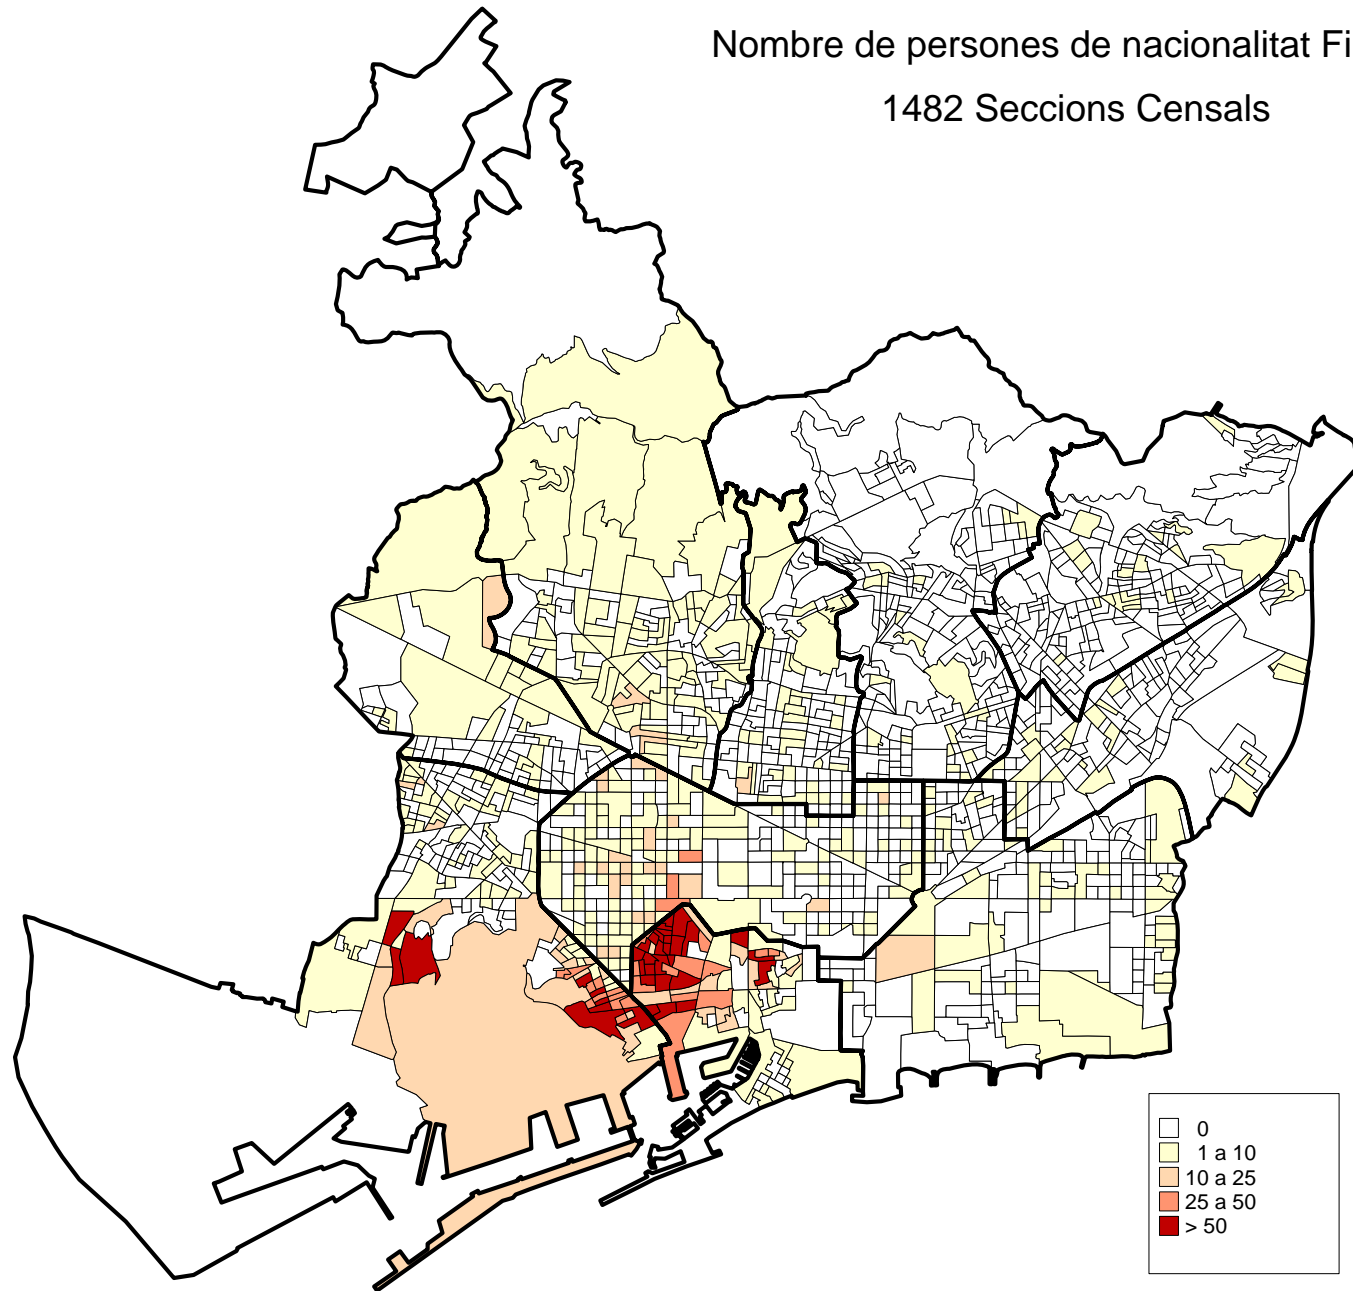 Nombre de persones de nacionalitat Fi
1482 Seccions Censals
0
1 a 10
10 a 25
25 a 50
> 50